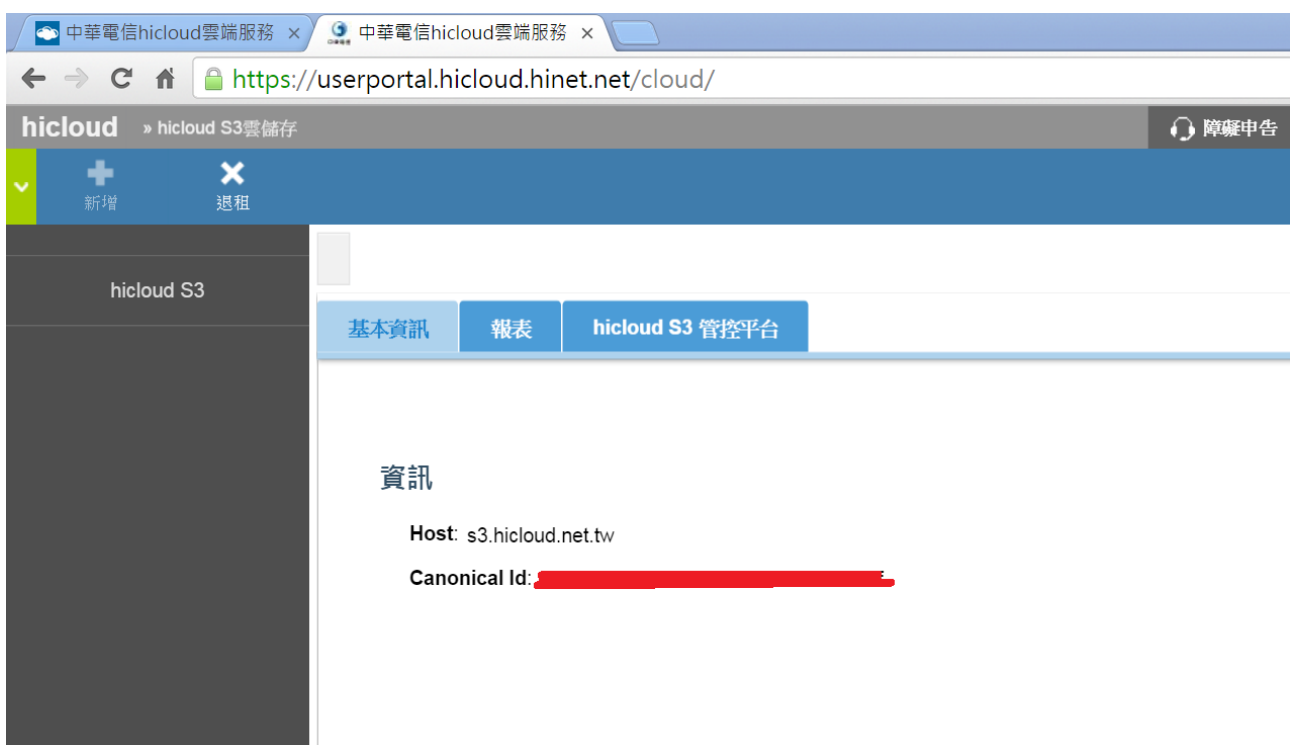 中華電信hicloud雲端服務 × 中華電信hicloud雲端服務 ×
https://userportal.hicloud.hinet.net/cloud/
hicloud » hicloud S3雲儲存 障礙申告
新增 退租
hicloud S3
基本資訊 報表 hicloud S3 管控平台
資訊
Host: s3.hicloud.net.tw
Canonical Id: